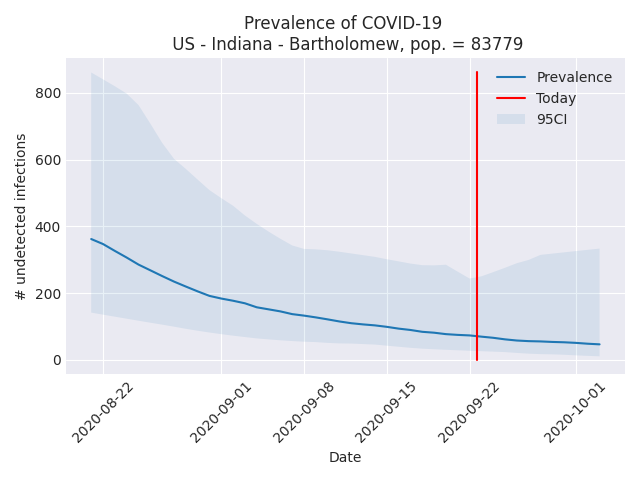 Prevalence of COVID-19
US - Indiana - Bartholomew, pop. = 83779
Prevalence
Today
95CI
# undetected infections
800
600
400
200
0
2020-08-22
2020-09-01
2020-09-08
2020-09-15
2020-09-22
2020-10-01
Date